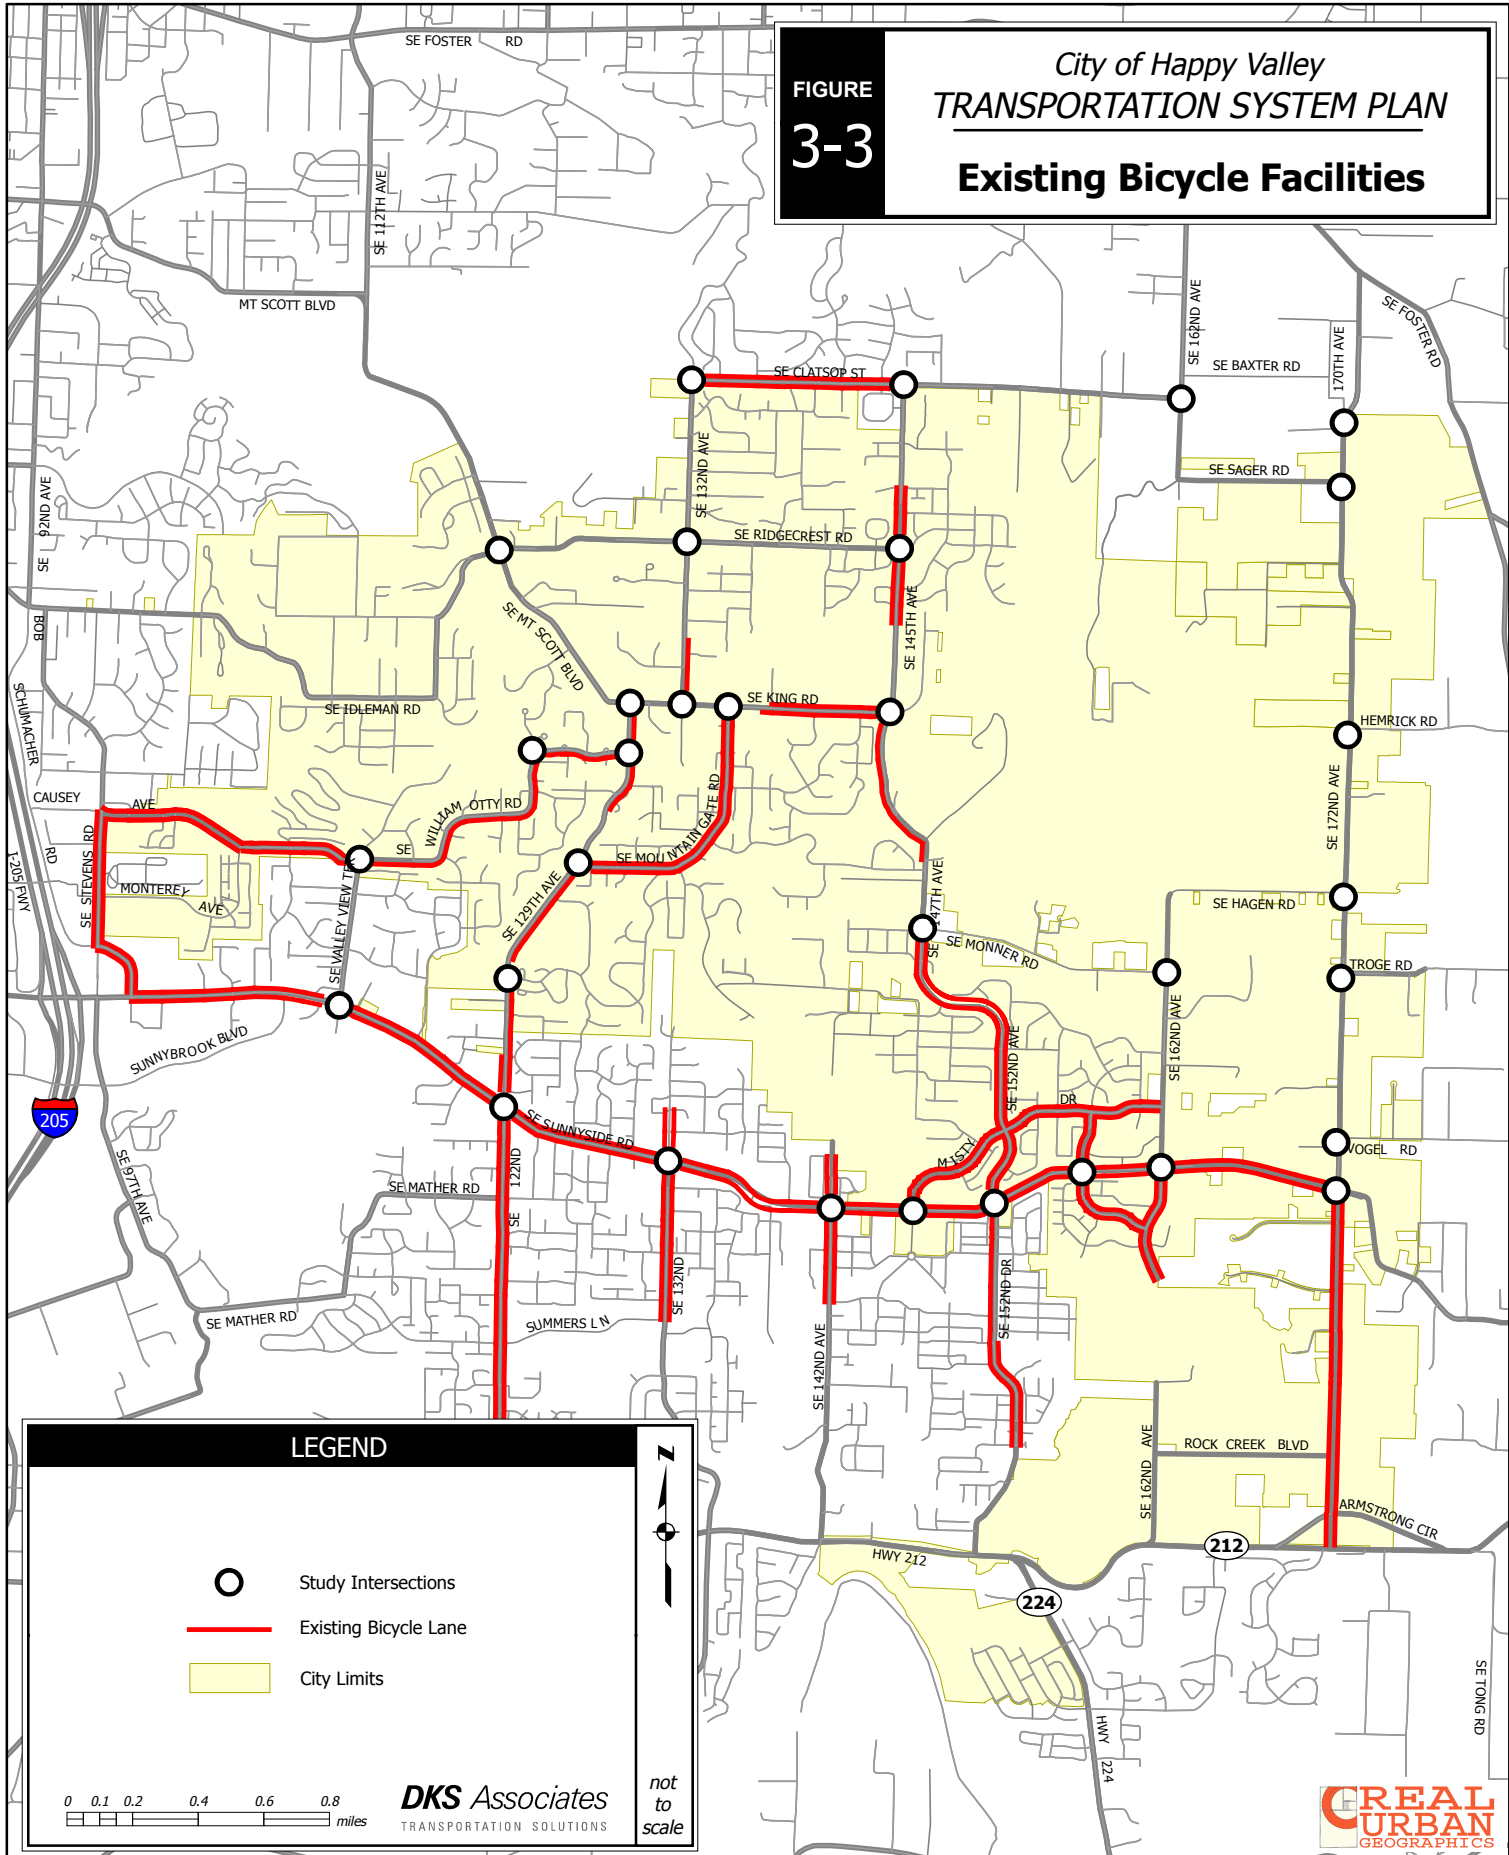 FIGURE
3-3
City of Happy Valley
TRANSPORTATION SYSTEM PLAN
Existing Bicycle Facilities
SE FOSTER RD
SE 112TH AVE
MT SCOTT BLVD
SE 162ND AVE
SE FOSTER RD
SE BAXTER RD
170TH AVE
SE CLATSOP ST
SE 132ND AVE
SE SAGER RD
SE 92ND AVE
SE RIDGECREST RD
SE 145TH AVE
SE MT SCOTT BLVD
BOB
SCHUMACHER
RD
SE IDLEMAN RD
SE KING RD
HEMRICK RD
CAUSEY AVE
SE WILLIAM OTTY RD
SE MOUNTAIN GATE RD
SE 172ND AVE
I-205 FWY
SE STEVENS RD
MONTEREY AVE
SE VALLEY VIEW TER
SE 129TH AVE
SE 147TH AVE
SE HAGEN RD
SE MONNER RD
TROGE RD
SUNNYBROOK BLVD
SE 152ND AVE
SE 162ND AVE
205
SE SUNNYSIDE RD
MISTY DR
VOGEL RD
SE 97TH AVE
SE MATHER RD
SE 122ND
SE 132ND
SE 152ND DR
SE MATHER RD
SUMMERS LN
SE 142ND AVE
SE 162ND AVE
ROCK CREEK BLVD
ARMSTRONG CIR
HWY 212
212
224
HWY 224
SE TONG RD
LEGEND
Study Intersections
Existing Bicycle Lane
City Limits
0 0.1 0.2 0.4 0.6 0.8
miles
DKS Associates
TRANSPORTATION SOLUTIONS
N
not
to
scale
REAL
URBAN
GEOGRAPHICS